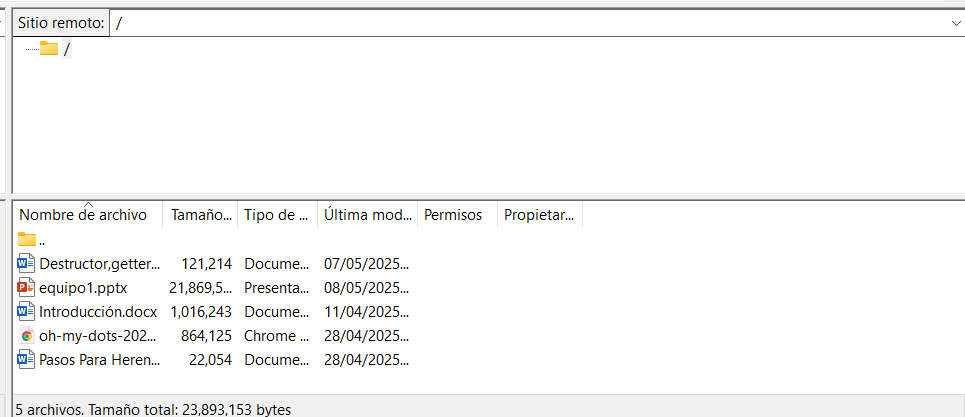 Sitio remoto: /
/
Nombre de archivo Tamaño... Tipo de ... Última mod... Permisos Propietar...
..
Destructor,getter... 121,214 Docume... 07/05/2025...
equipo1.pptx 21,869,5... Presenta... 08/05/2025...
Introducción.docx 1,016,243 Docume... 11/04/2025...
oh-my-dots-202... 864,125 Chrome ... 28/04/2025...
Pasos Para Heren... 22,054 Docume... 28/04/2025...
5 archivos. Tamaño total: 23,893,153 bytes